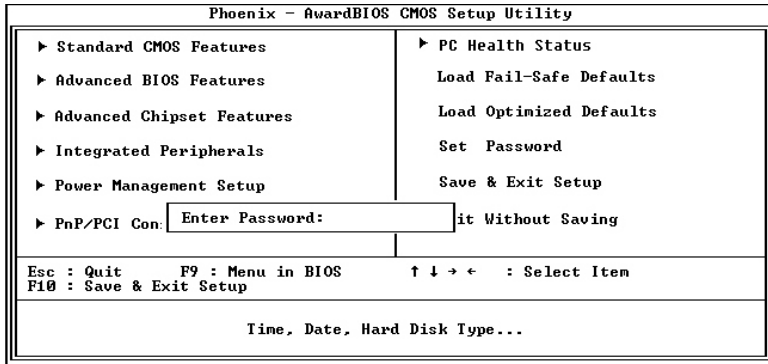 Phoenix - AwardBIOS CMOS Setup Utility
▶ Standard CMOS Features
▶ Advanced BIOS Features
▶ Advanced Chipset Features
▶ Integrated Peripherals
▶ Power Management Setup
▶ PnP/PCI Con
▶ PC Health Status
Load Fail-Safe Defaults
Load Optimized Defaults
Set Password
Save & Exit Setup
it Without Saving
Enter Password:
Esc : Quit F9 : Menu in BIOS ↑ ↓ → ← : Select Item
F10 : Save & Exit Setup
Time, Date, Hard Disk Type...